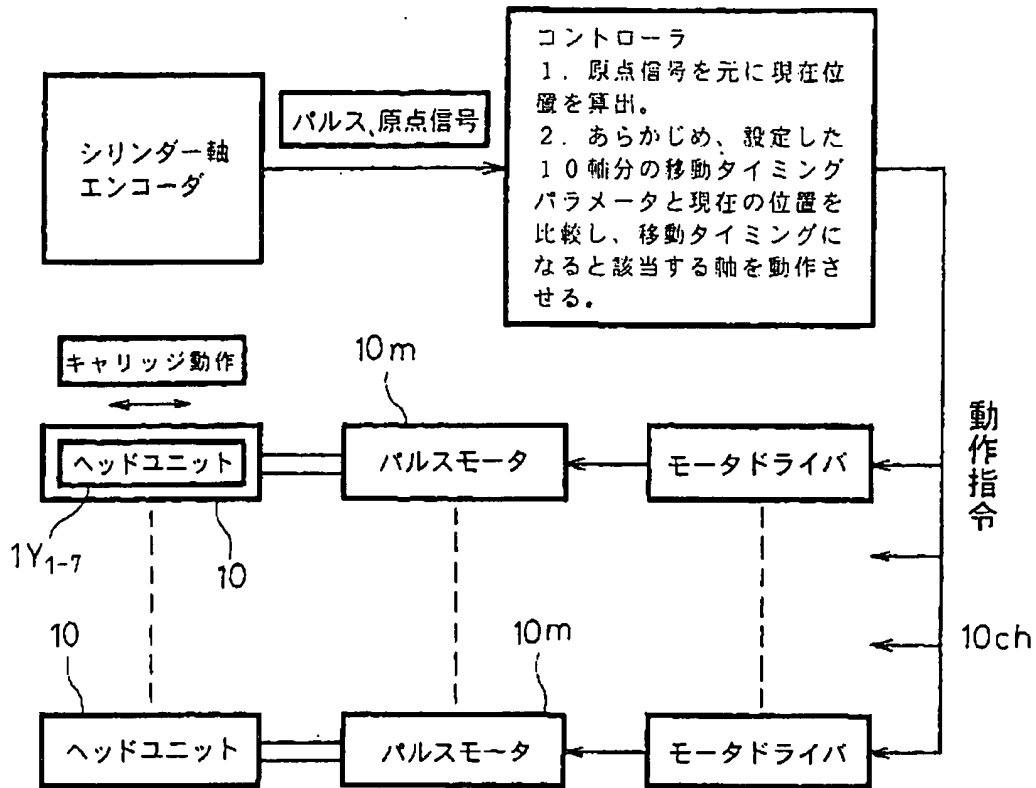 シリンダー軸
エンコーダ
パルス、原点信号
コントローラ
1．原点信号を元に現在位
置を算出。
2．あらかじめ、設定した
10軸分の移動タイミング
パラメータと現在の位置を
比較し、移動タイミングに
なると該当する軸を動作さ
せる。
キャリッジ動作
10m
ヘッドユニット
パルスモータ
モータドライバ
動作指令
1Y1-7
10
10
10m
10ch
ヘッドユニット
パルスモータ
モータドライバ